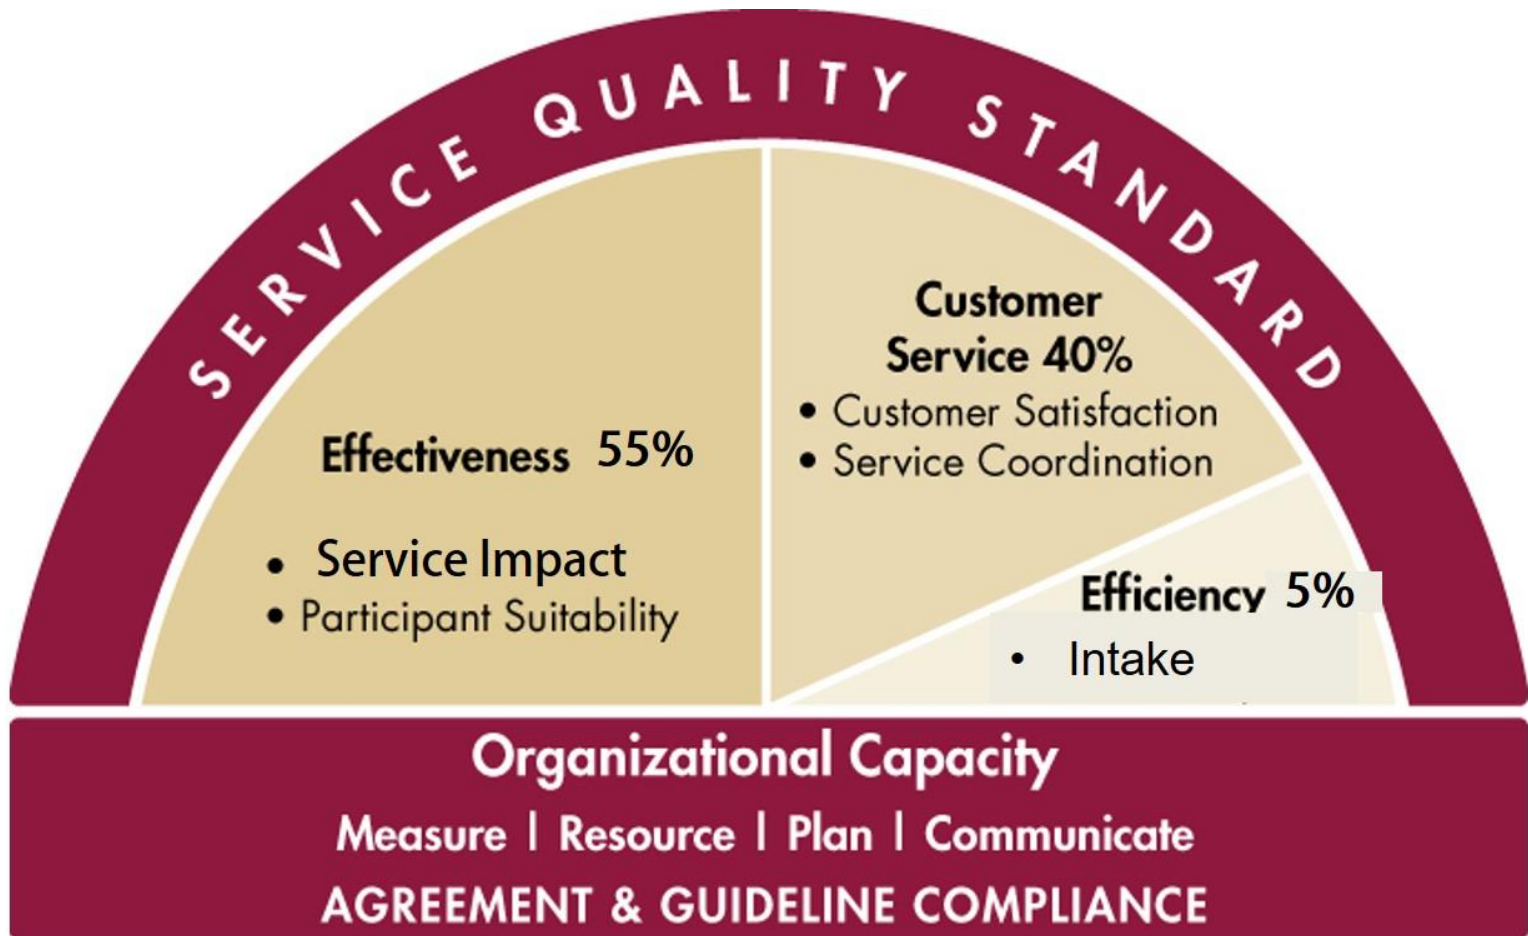 SERVICE QUALITY STANDARD
Effectiveness 55%
• Service Impact
• Participant Suitability
Customer
Service 40%
• Customer Satisfaction
• Service Coordination
Efficiency 5%
• Intake
Organizational Capacity
Measure | Resource | Plan | Communicate
AGREEMENT & GUIDELINE COMPLIANCE